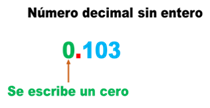 Número decimal sin entero
0.103
Se escribe un cero